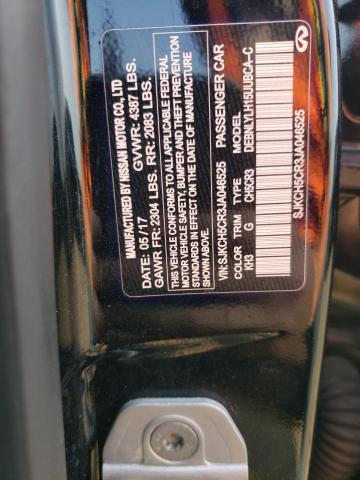 MANUFACTURED BY NISSAN MOTOR CO., LTD
DATE: 05/17 GVWR: 4387 LBS.
GAWR FR: 2304 LBS. RR: 2083 LBS.
THIS VEHICLE CONFORMS TO ALL APPLICABLE FEDERAL
MOTOR VEHICLE SAFETY, BUMPER AND THEFT PREVENTION
STANDARDS IN EFFECT ON THE DATE OF MANUFACTURE
SHOWN ABOVE.
VIN:SJKCH5CR3JA046525 PASSENGER CAR
COLOR TRIM TYPE MODEL
KH3 G CH5CR3 DEBNLYLH15UUBCA-C
SJKCH5CR3JA046525